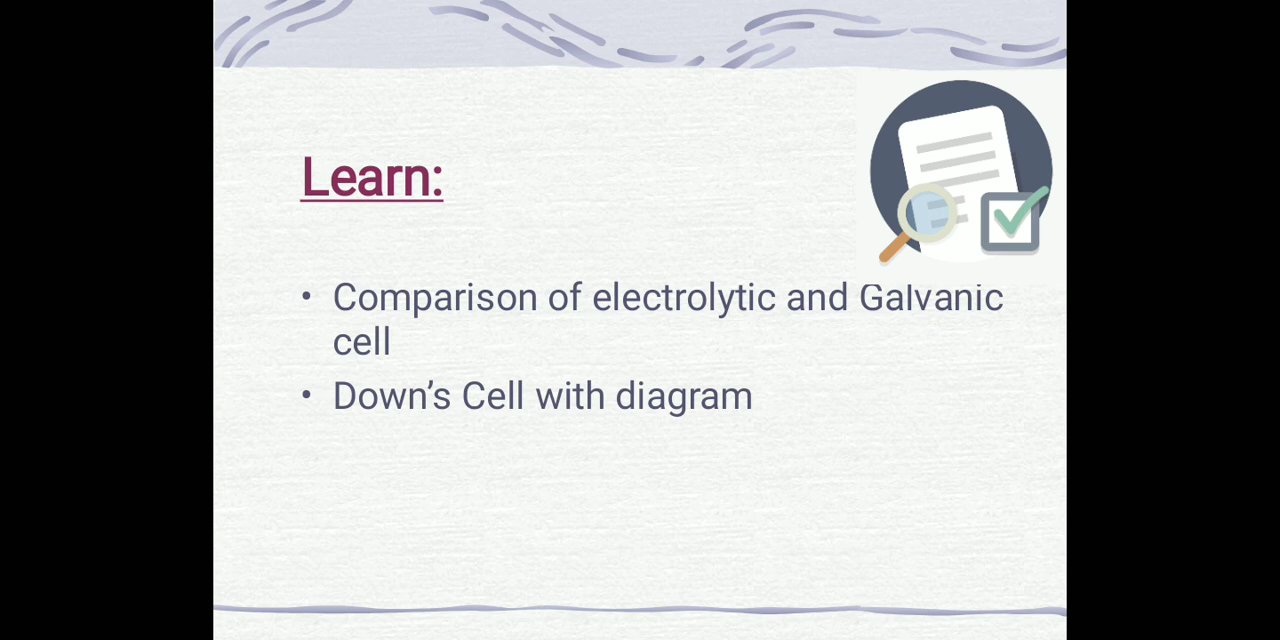 Learn:
• Comparison of electrolytic and Galvanic
cell
• Down’s Cell with diagram